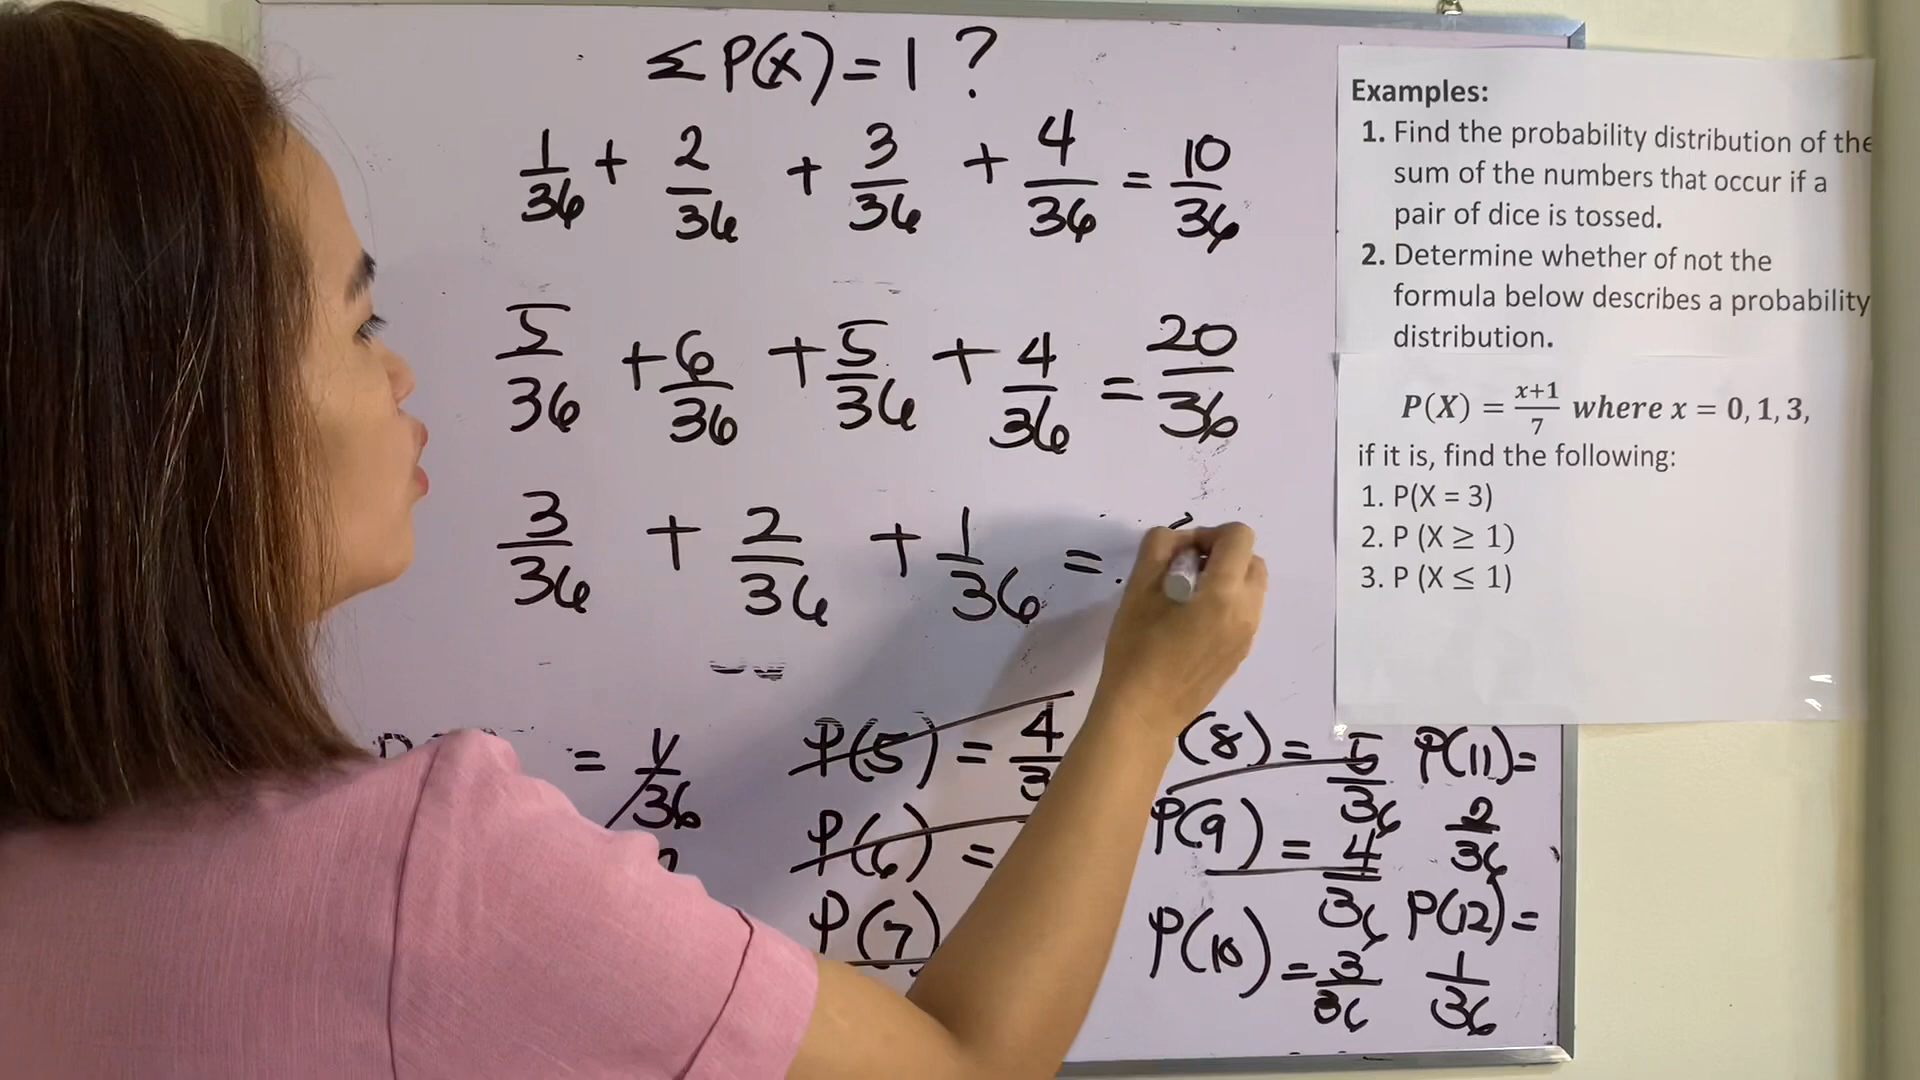 ΣP(X) = 1 ?
1/36 + 2/36 + 3/36 + 4/36 = 10/36
5/36 + 6/36 + 5/36 + 4/36 = 20/36
3/36 + 2/36 + 1/36 =
= 1/36
P(5) = 4/3
P(6) =
P(7)
(8) = 5/36
P(9) = 4/36
P(10) = 3/36
P(11) =
2/36
P(12) =
1/36
Examples:
1. Find the probability distribution of the
sum of the numbers that occur if a
pair of dice is tossed.
2. Determine whether of not the
formula below describes a probability
distribution.
P(X) = x+1/7 where x = 0, 1, 3,
if it is, find the following:
1. P(X = 3)
2. P (X ≥ 1)
3. P (X ≤ 1)